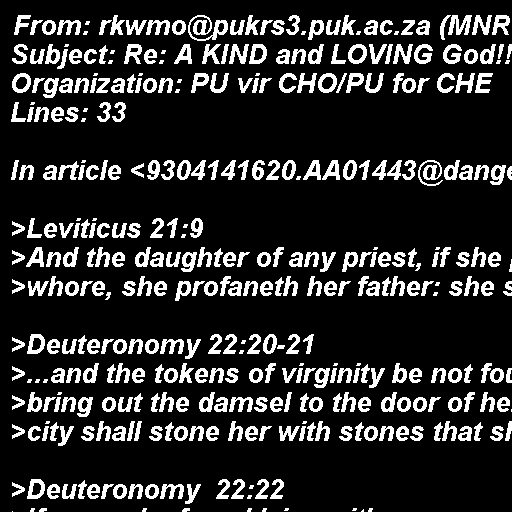 From: rkwmo@pukrs3.puk.ac.za (MNR
Subject: Re: A KIND and LOVING God!!
Organization: PU vir CHO/PU for CHE
Lines: 33

In article <9304141620.AA01443@dange

>Leviticus 21:9
>And the daughter of any priest, if she
>whore, she profaneth her father: she s

>Deuteronomy 22:20-21
>...and the tokens of virginity be not fou
>bring out the damsel to the door of he
>city shall stone her with stones that sh

>Deuteronomy  22:22